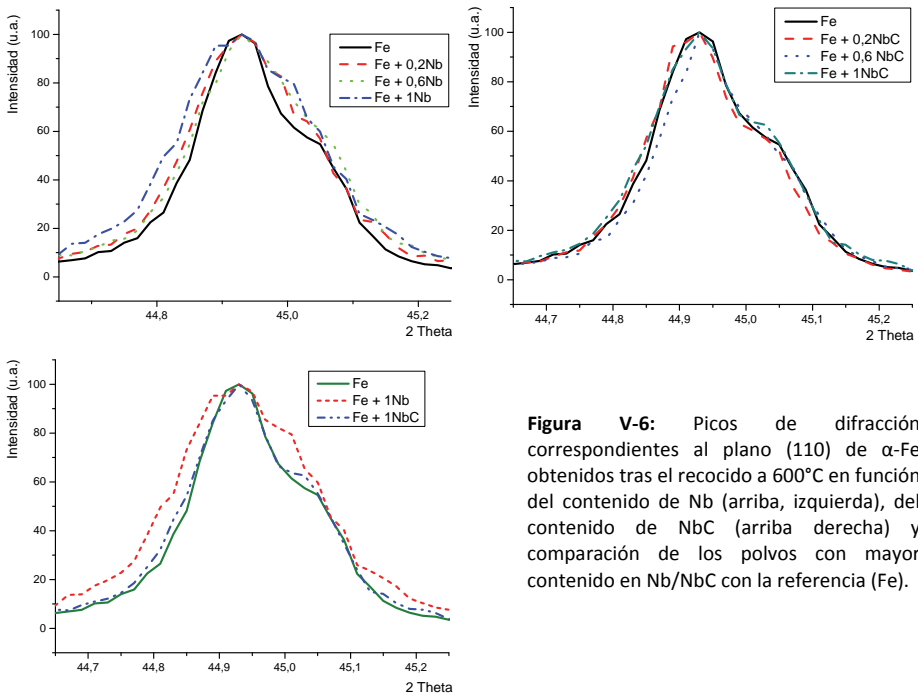 Intensidad (u.a.)
100
80
60
40
20
0
44,8
45,0
45,2
2 Theta
Fe
Fe + 0,2Nb
Fe + 0,6Nb
Fe + 1Nb
Intensidad (u.a.)
100
80
60
40
20
0
44,7
44,8
44,9
45,0
45,1
45,2
2 Theta
Fe
Fe + 0,2NbC
Fe + 0,6 NbC
Fe + 1NbC
Intensidad (u.a.)
100
80
60
40
20
0
44,7
44,8
44,9
45,0
45,1
45,2
2 Theta
Fe
Fe + 1Nb
Fe + 1NbC
Figura V-6: Picos de difracción
correspondientes al plano (110) de α-Fe
obtenidos tras el recocido a 600°C en función
del contenido de Nb (arriba, izquierda), del
contenido de NbC (arriba derecha) y
comparación de los polvos con mayor
contenido en Nb/NbC con la referencia (Fe).